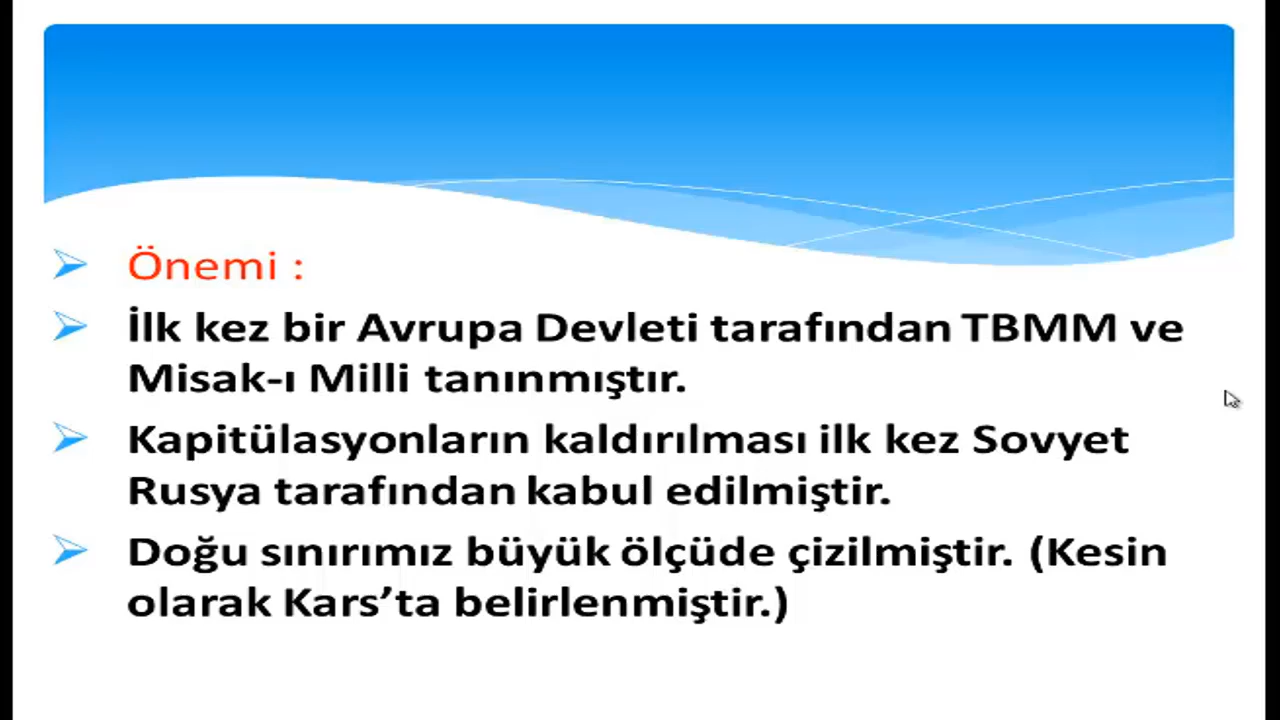 Önemi :
İlk kez bir Avrupa Devleti tarafından TBMM ve
Misak-ı Milli tanınmıştır.
Kapitülasyonların kaldırılması ilk kez Sovyet
Rusya tarafından kabul edilmiştir.
Doğu sınırımız büyük ölçüde çizilmiştir. (Kesin
olarak Kars’ta belirlenmiştir.)